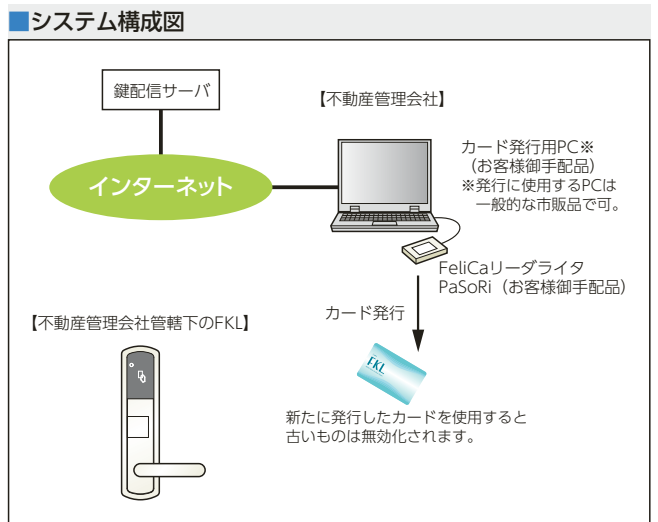 ■システム構成図
鍵配信サーバ
【不動産管理会社】
インターネット
カード発行用PC※
（お客様御手配品）
※発行に使用するPCは
一般的な市販品で可。
FeliCaリーダライタ
PaSoRi（お客様御手配品）
カード発行
【不動産管理会社管轄下のFKL】
FKL
新たに発行したカードを使用すると
古いものは無効化されます。